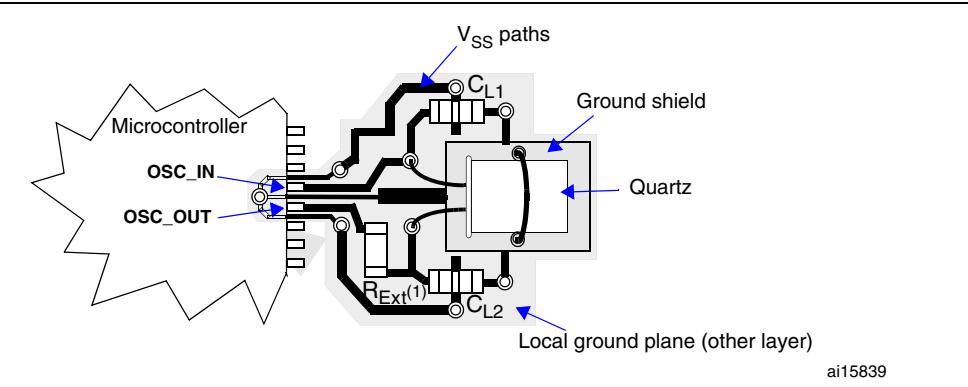 VSS paths
CL1
Ground shield
Microcontroller
OSC_IN
Quartz
OSC_OUT
RExt(1)
CL2
Local ground plane (other layer)
ai15839